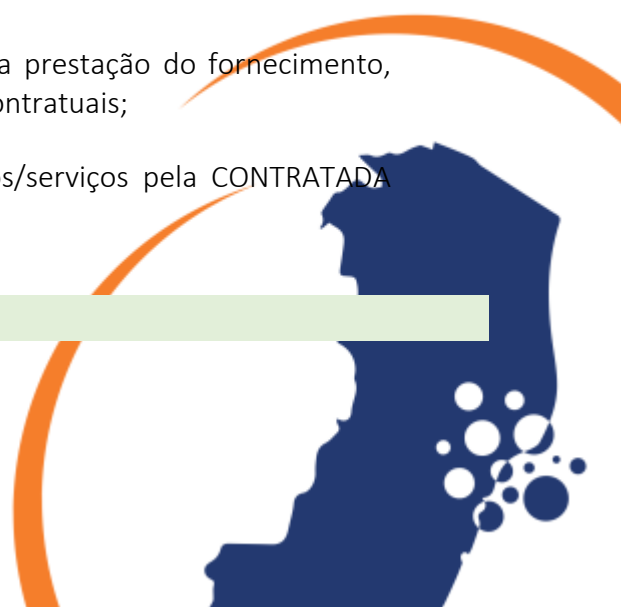 a prestação do fornecimento,
ontratuais;
s/serviços pela CONTRATADA